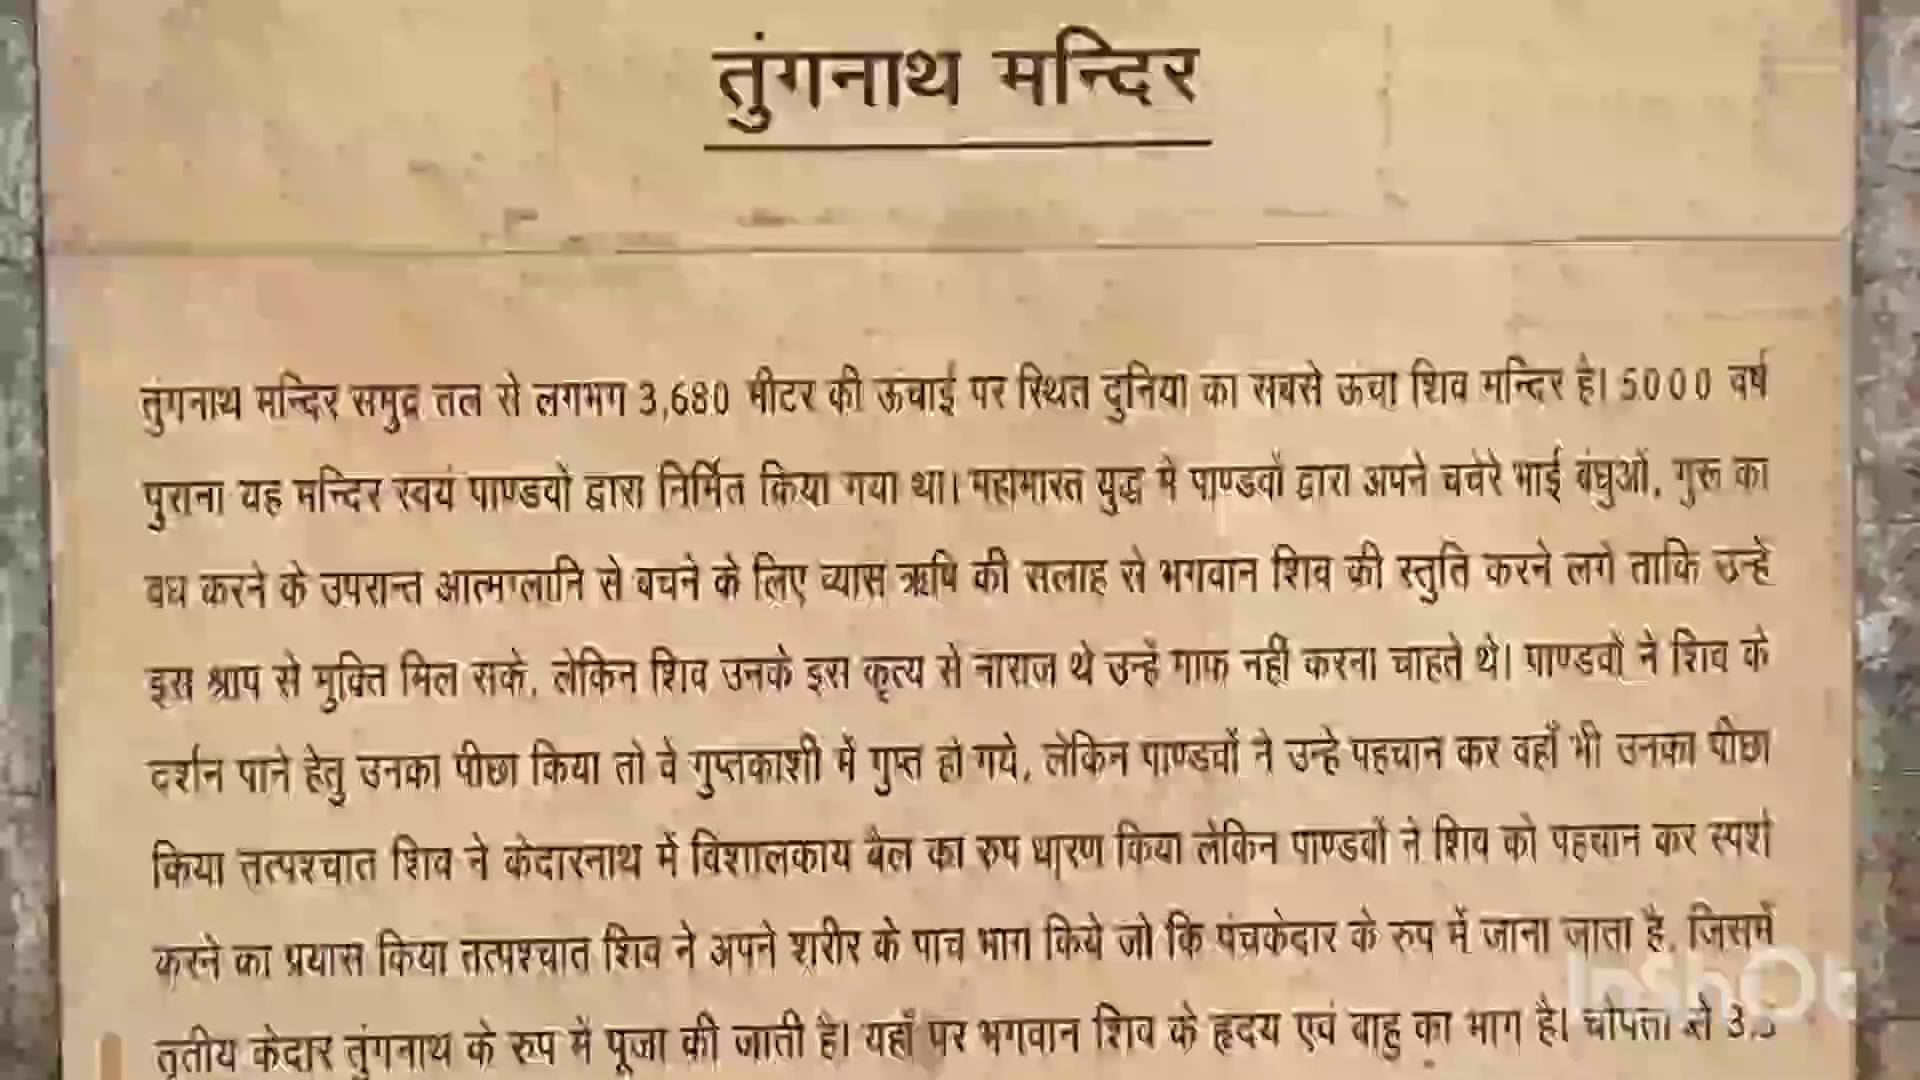 तुंगनाथ मन्दिर
तुंगनाथ मन्दिर समुद्र तल से लगभग 3,680 मीटर की ऊंचाई पर स्थित दुनिया का सबसे ऊंचा शिव मन्दिर है। 5000 वर्ष
पुराना यह मन्दिर स्वयं पाण्डवों द्वारा निर्मित किया गया था। महाभारत युद्ध मे पाण्डवों द्वारा अपने चचेरे भाई बंधुओं, गुरू का
वध करने के उपरान्त आत्मग्लानि से बचने के लिए व्यास ऋषि की सलाह से भगवान शिव की स्तुति करने लगे ताकि उन्हे
इस श्राप से मुक्ति मिल सके, लेकिन शिव उनके इस कृत्य से नाराज थे उन्हें माफ नहीं करना चाहते थे। पाण्डवों ने शिव के
दर्शन पाने हेतु उनका पीछा किया तो वे गुप्तकाशी में गुप्त हो गये, लेकिन पाण्डवों ने उन्हे पहचान कर वहाँ भी उनका पीछा
किया तत्पश्चात शिव ने केदारनाथ में विशालकाय बैल का रुप धारण किया लेकिन पाण्डवों ने शिव को पहचान कर स्पर्श
करने का प्रयास किया तत्पश्चात शिव ने अपने शरीर के पाच भाग किये जो कि पंचकेदार के रुप में जाना जाता है, जिसमें
तृतीय केदार तुंगनाथ के रुप में पूजा की जाती है। यहाँ पर भगवान शिव के हृदय एवं बाहु का भाग है। चोपता से 3.5
InShOt